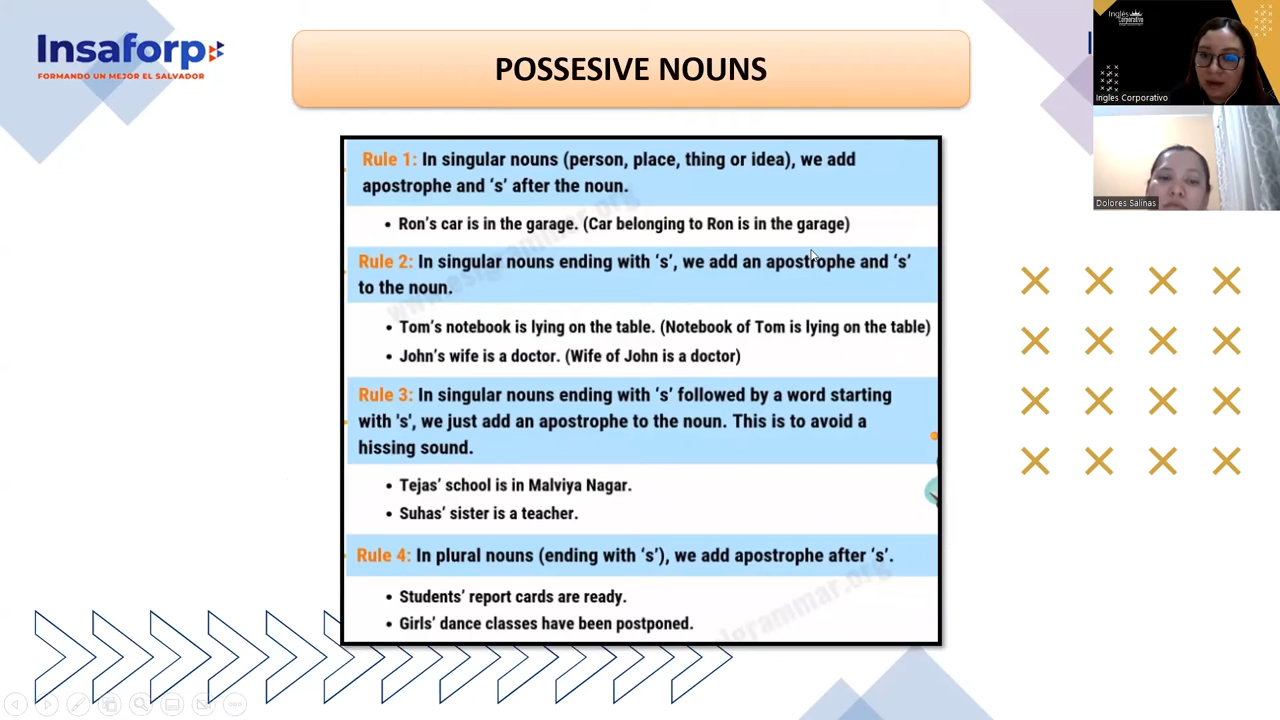 Insaforp
FORMANDO UN MEJOR EL SALVADOR
POSSESIVE NOUNS
Rule 1: In singular nouns (person, place, thing or idea), we add
apostrophe and ‘s’ after the noun.
• Ron’s car is in the garage. (Car belonging to Ron is in the garage)
Rule 2: In singular nouns ending with ‘s’, we add an apostrophe and ‘s’
to the noun.
• Tom’s notebook is lying on the table. (Notebook of Tom is lying on the table)
• John’s wife is a doctor. (Wife of John is a doctor)
Rule 3: In singular nouns ending with ‘s’ followed by a word starting
with 's', we just add an apostrophe to the noun. This is to avoid a
hissing sound.
• Tejas’ school is in Malviya Nagar.
• Suhas’ sister is a teacher.
Rule 4: In plural nouns (ending with ‘s’), we add apostrophe after ‘s’.
• Students’ report cards are ready.
• Girls’ dance classes have been postponed.
Inglés
Corporativo
Ingles Corporativo
Dolores Salinas